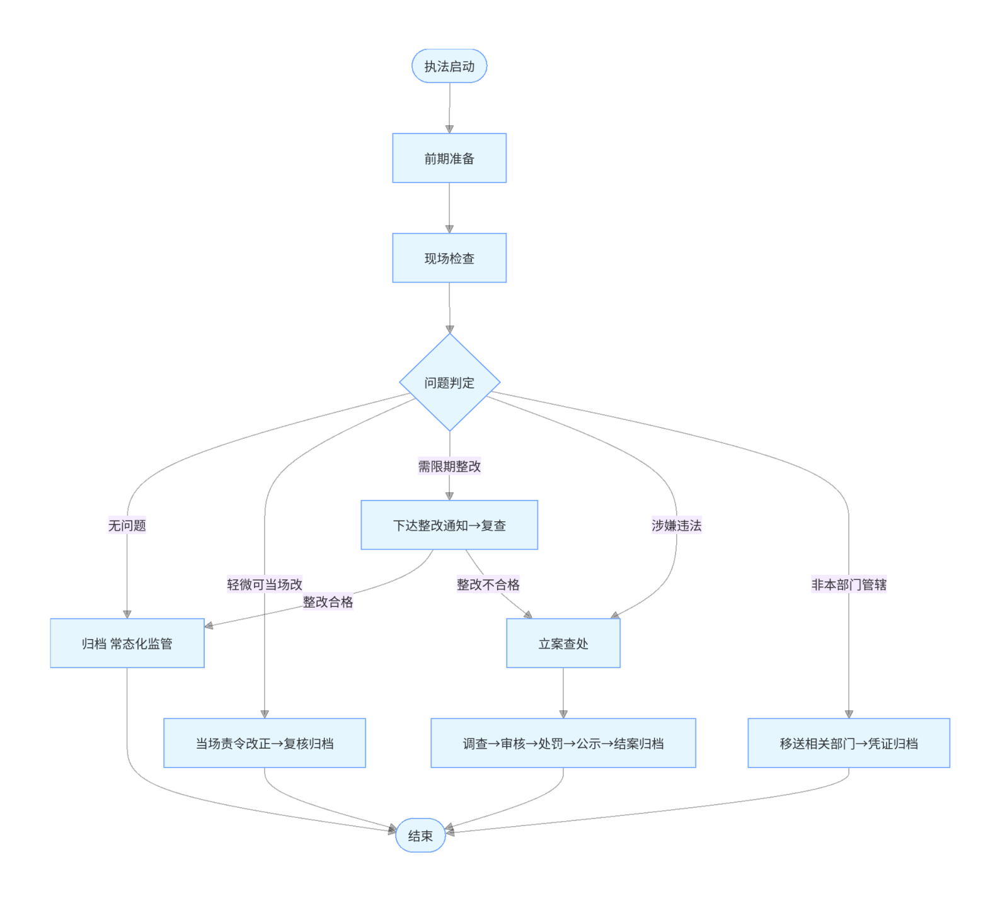 执法启动
前期准备
现场检查
问题判定
需限期整改
无问题
下达整改通知→复查
涉嫌违法
轻微可当场改
整改合格
整改不合格
非本部门管辖
归档 常态化监管
立案查处
当场责令改正→复核归档
调查→审核→处罚→公示→结案归档
移送相关部门→凭证归档
结束